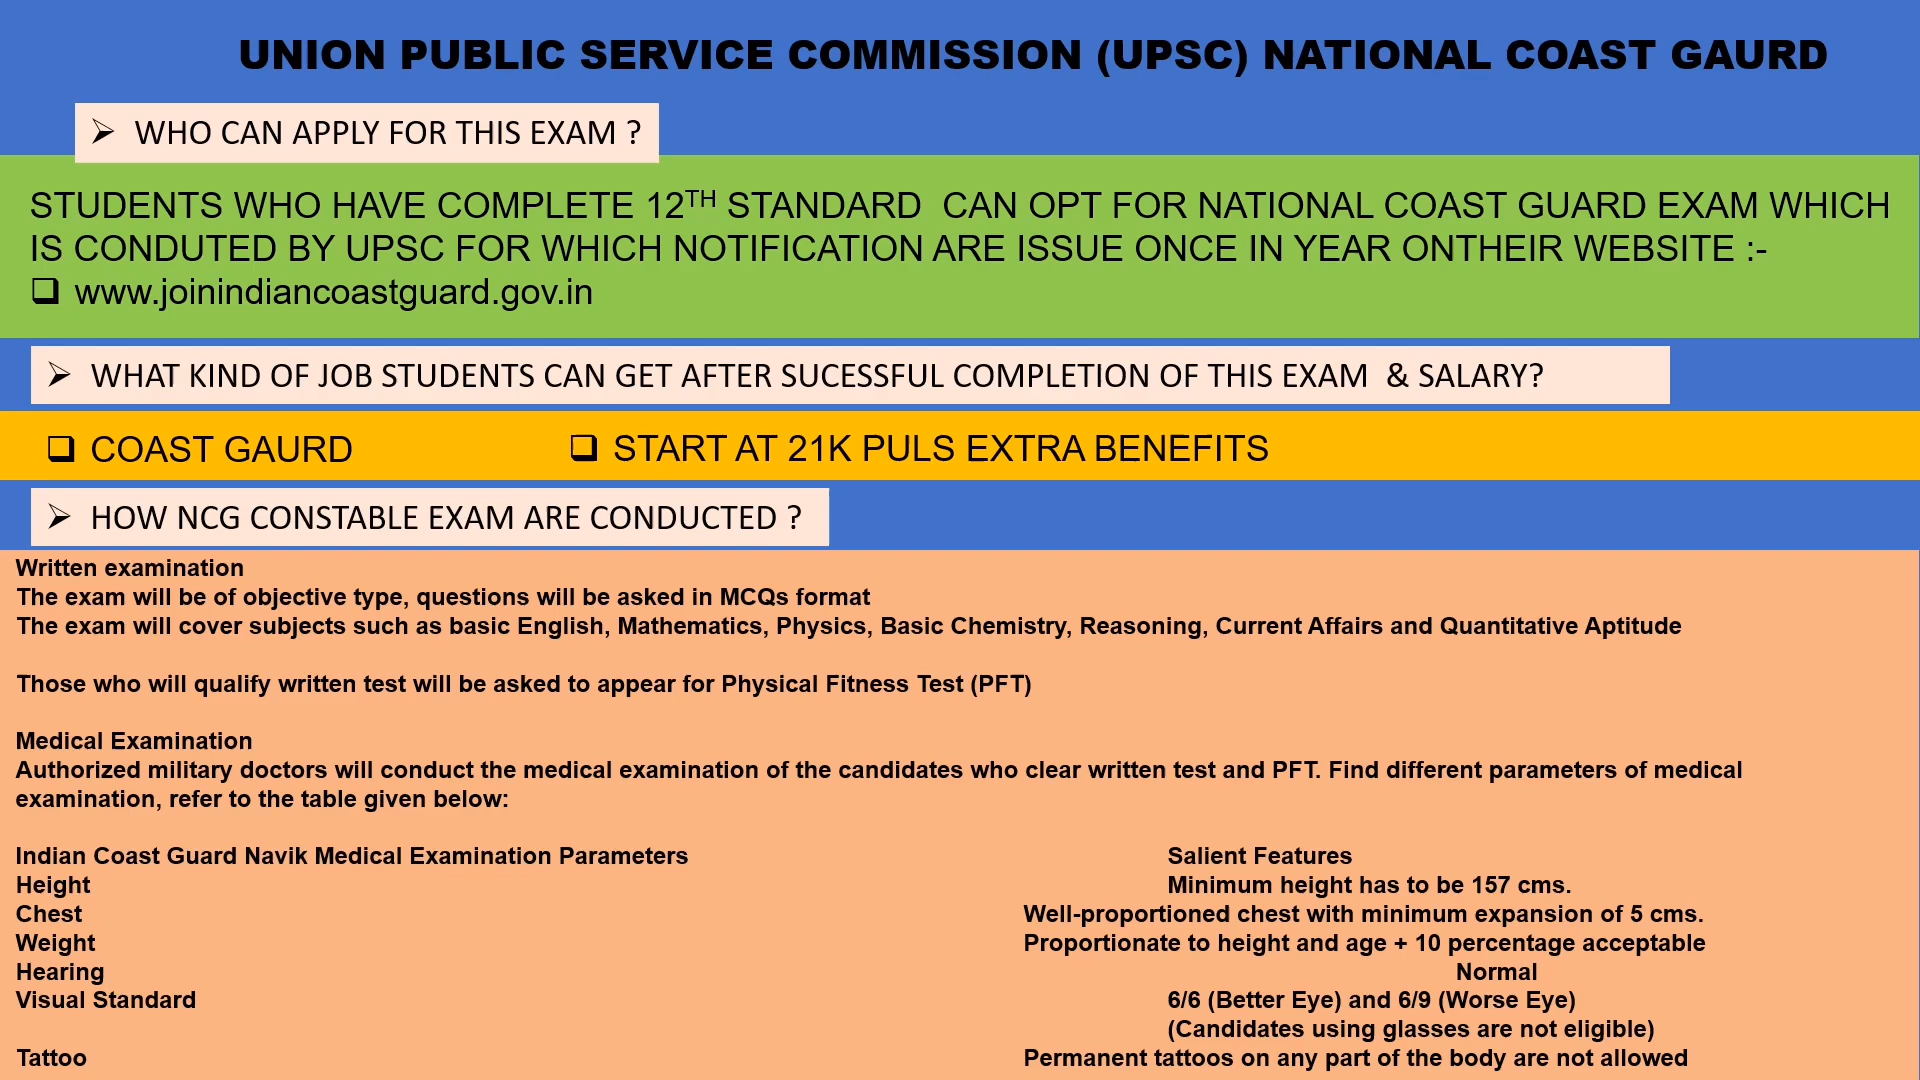 UNION PUBLIC SERVICE COMMISSION (UPSC) NATIONAL COAST GAURD
WHO CAN APPLY FOR THIS EXAM ?
STUDENTS WHO HAVE COMPLETE 12TH STANDARD CAN OPT FOR NATIONAL COAST GUARD EXAM WHICH
IS CONDUTED BY UPSC FOR WHICH NOTIFICATION ARE ISSUE ONCE IN YEAR ONTHEIR WEBSITE :-
www.joinindiancoastguard.gov.in
WHAT KIND OF JOB STUDENTS CAN GET AFTER SUCESSFUL COMPLETION OF THIS EXAM & SALARY?
COAST GAURD START AT 21K PULS EXTRA BENEFITS
HOW NCG CONSTABLE EXAM ARE CONDUCTED ?
Written examination
The exam will be of objective type, questions will be asked in MCQs format
The exam will cover subjects such as basic English, Mathematics, Physics, Basic Chemistry, Reasoning, Current Affairs and Quantitative Aptitude
Those who will qualify written test will be asked to appear for Physical Fitness Test (PFT)
Medical Examination
Authorized military doctors will conduct the medical examination of the candidates who clear written test and PFT. Find different parameters of medical
examination, refer to the table given below:
Indian Coast Guard Navik Medical Examination Parameters Salient Features
Height Minimum height has to be 157 cms.
Chest Well-proportioned chest with minimum expansion of 5 cms.
Weight Proportionate to height and age + 10 percentage acceptable
Hearing Normal
Visual Standard 6/6 (Better Eye) and 6/9 (Worse Eye)
(Candidates using glasses are not eligible)
Tattoo Permanent tattoos on any part of the body are not allowed